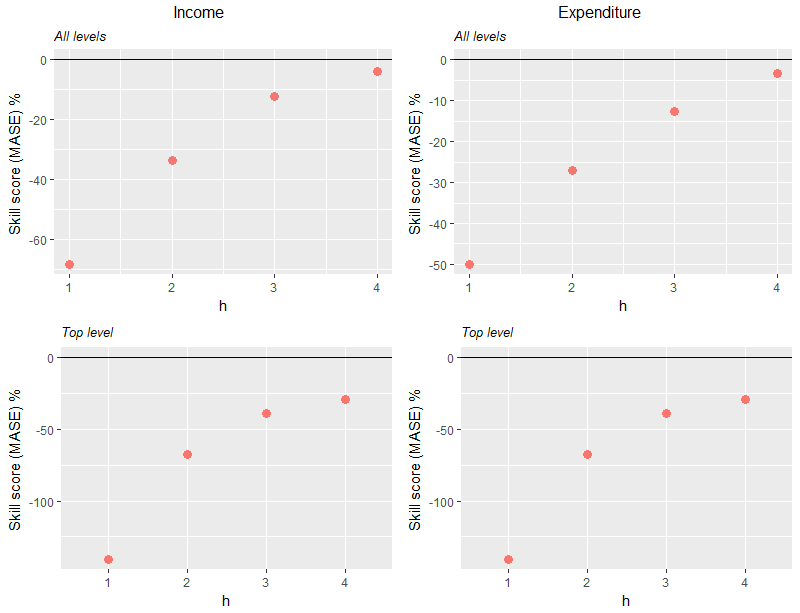 Income
All levels
Skill score (MASE) %
0
-20
-40
-60
1 2 3 4
h
Expenditure
All levels
Skill score (MASE) %
0
-10
-20
-30
-40
-50
1 2 3 4
h
Top level
Skill score (MASE) %
0
-50
-100
1 2 3 4
h
Top level
Skill score (MASE) %
0
-50
-100
1 2 3 4
h